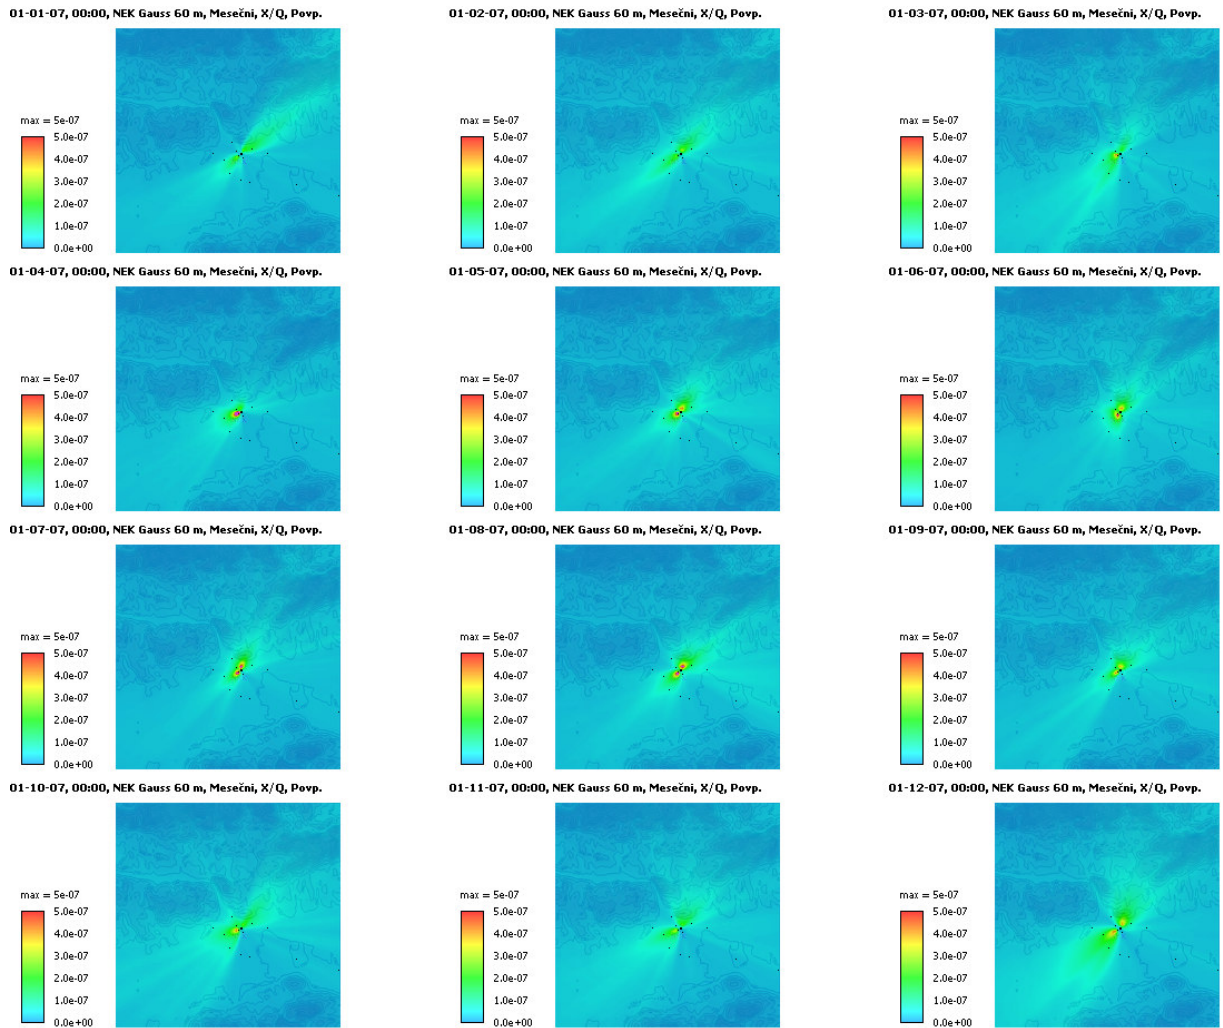 01-01-07, 00:00, NEK Gauss 60 m, Mesečni, X/Q, Povp.
max = 5e-07
5.0e-07
4.0e-07
3.0e-07
2.0e-07
1.0e-07
0.0e+00
01-02-07, 00:00, NEK Gauss 60 m, Mesečni, X/Q, Povp.
max = 5e-07
5.0e-07
4.0e-07
3.0e-07
2.0e-07
1.0e-07
0.0e+00
01-03-07, 00:00, NEK Gauss 60 m, Mesečni, X/Q, Povp.
max = 5e-07
5.0e-07
4.0e-07
3.0e-07
2.0e-07
1.0e-07
0.0e+00
01-04-07, 00:00, NEK Gauss 60 m, Mesečni, X/Q, Povp.
max = 5e-07
5.0e-07
4.0e-07
3.0e-07
2.0e-07
1.0e-07
0.0e+00
01-05-07, 00:00, NEK Gauss 60 m, Mesečni, X/Q, Povp.
max = 5e-07
5.0e-07
4.0e-07
3.0e-07
2.0e-07
1.0e-07
0.0e+00
01-06-07, 00:00, NEK Gauss 60 m, Mesečni, X/Q, Povp.
max = 5e-07
5.0e-07
4.0e-07
3.0e-07
2.0e-07
1.0e-07
0.0e+00
01-07-07, 00:00, NEK Gauss 60 m, Mesečni, X/Q, Povp.
max = 5e-07
5.0e-07
4.0e-07
3.0e-07
2.0e-07
1.0e-07
0.0e+00
01-08-07, 00:00, NEK Gauss 60 m, Mesečni, X/Q, Povp.
max = 5e-07
5.0e-07
4.0e-07
3.0e-07
2.0e-07
1.0e-07
0.0e+00
01-09-07, 00:00, NEK Gauss 60 m, Mesečni, X/Q, Povp.
max = 5e-07
5.0e-07
4.0e-07
3.0e-07
2.0e-07
1.0e-07
0.0e+00
01-10-07, 00:00, NEK Gauss 60 m, Mesečni, X/Q, Povp.
max = 5e-07
5.0e-07
4.0e-07
3.0e-07
2.0e-07
1.0e-07
0.0e+00
01-11-07, 00:00, NEK Gauss 60 m, Mesečni, X/Q, Povp.
max = 5e-07
5.0e-07
4.0e-07
3.0e-07
2.0e-07
1.0e-07
0.0e+00
01-12-07, 00:00, NEK Gauss 60 m, Mesečni, X/Q, Povp.
max = 5e-07
5.0e-07
4.0e-07
3.0e-07
2.0e-07
1.0e-07
0.0e+00